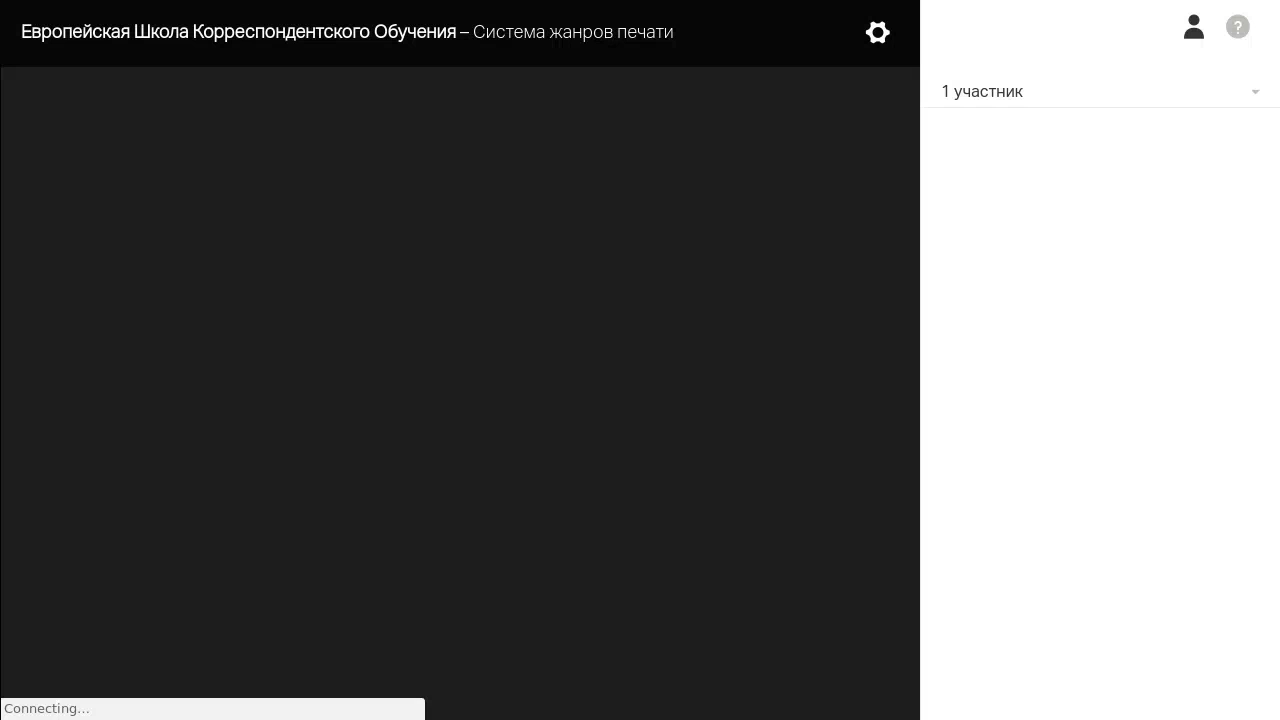 Европейская Школа Корреспондентского Обучения – Система жанров печати
?
1 участник
Connecting...